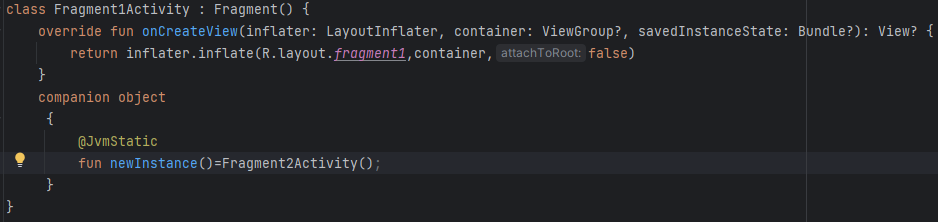 class Fragment1Activity : Fragment() {
override fun onCreateView(inflater: LayoutInflater, container: ViewGroup?, savedInstanceState: Bundle?): View? {
return inflater.inflate(R.layout.fragment1,container, attachToRoot: false)
}
companion object
{
@JvmStatic
fun newInstance()=Fragment2Activity();
}
}